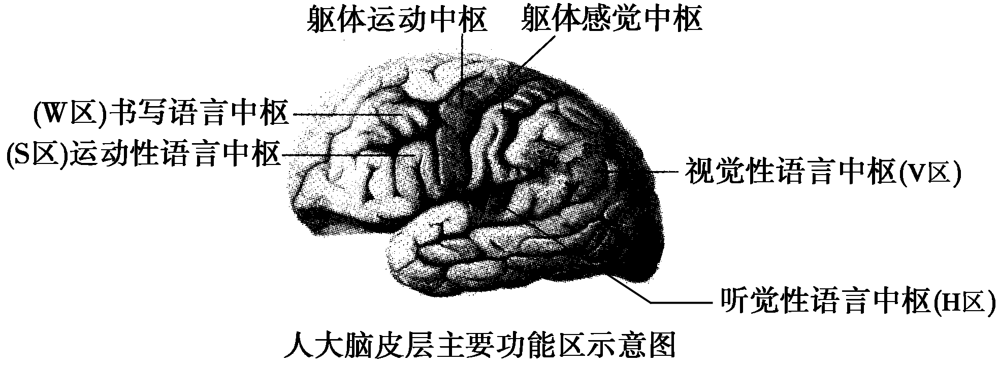 躯体运动中枢
躯体感觉中枢
(W区)书写语言中枢
(S区)运动性语言中枢
视觉性语言中枢(V区)
听觉性语言中枢(H区)
人大脑皮层主要功能区示意图